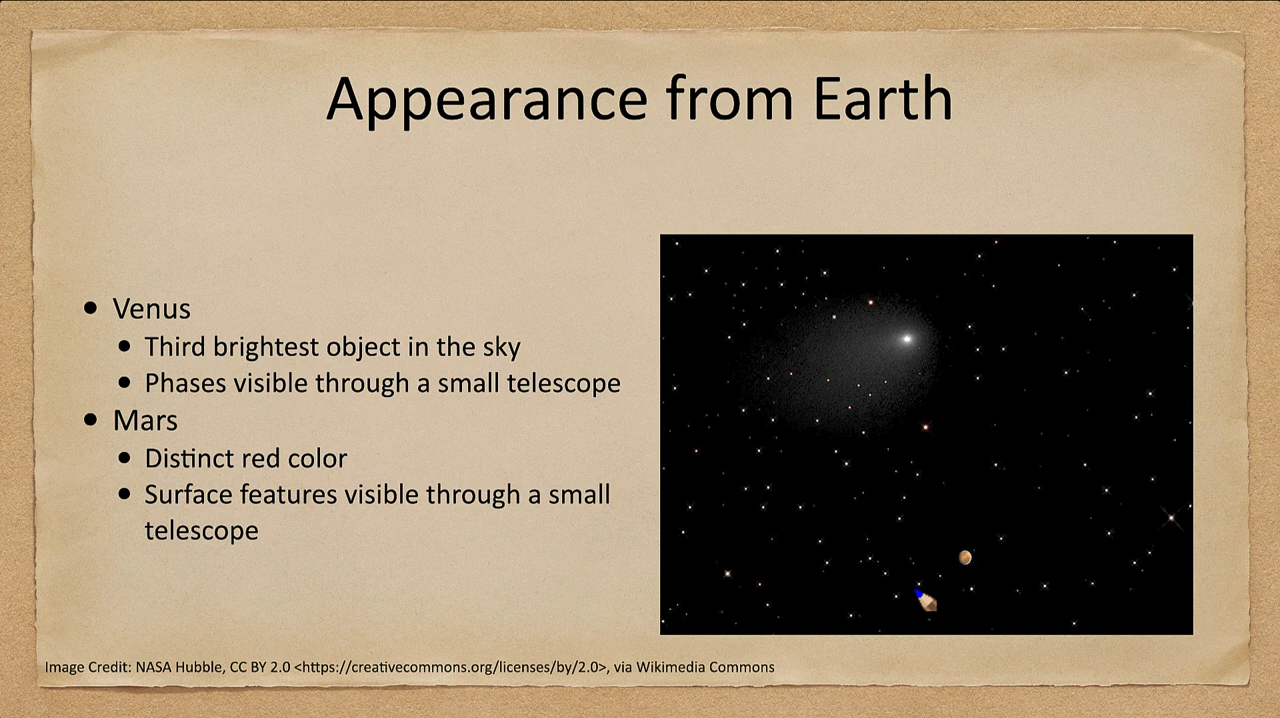 Appearance from Earth
• Venus
• Third brightest object in the sky
• Phases visible through a small telescope
• Mars
• Distinct red color
• Surface features visible through a small
telescope
Image Credit: NASA Hubble, CC BY 2.0 <https://creativecommons.org/licenses/by/2.0>, via Wikimedia Commons